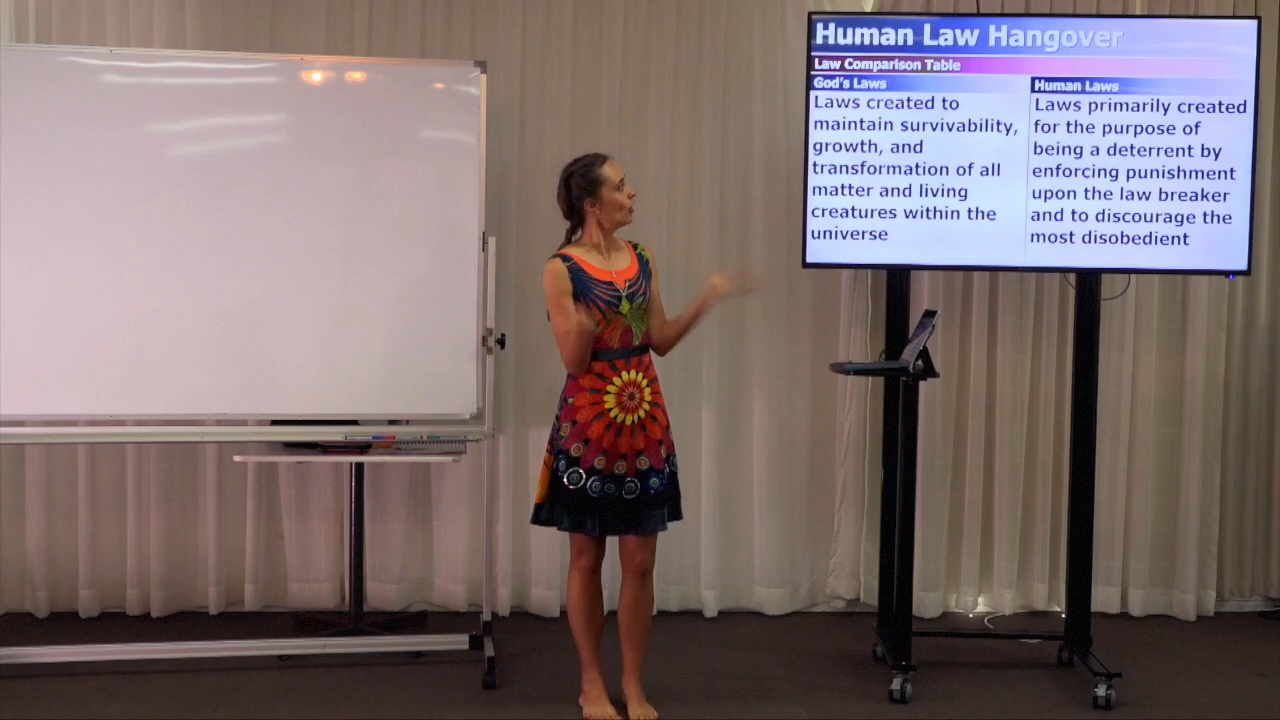 Human Law Hangover
Law Comparison Table
God's Laws
Laws created to
maintain survivability,
growth, and
transformation of all
matter and living
creatures within the
universe
Human Laws
Laws primarily created
for the purpose of
being a deterrent by
enforcing punishment
upon the law breaker
and to discourage the
most disobedient